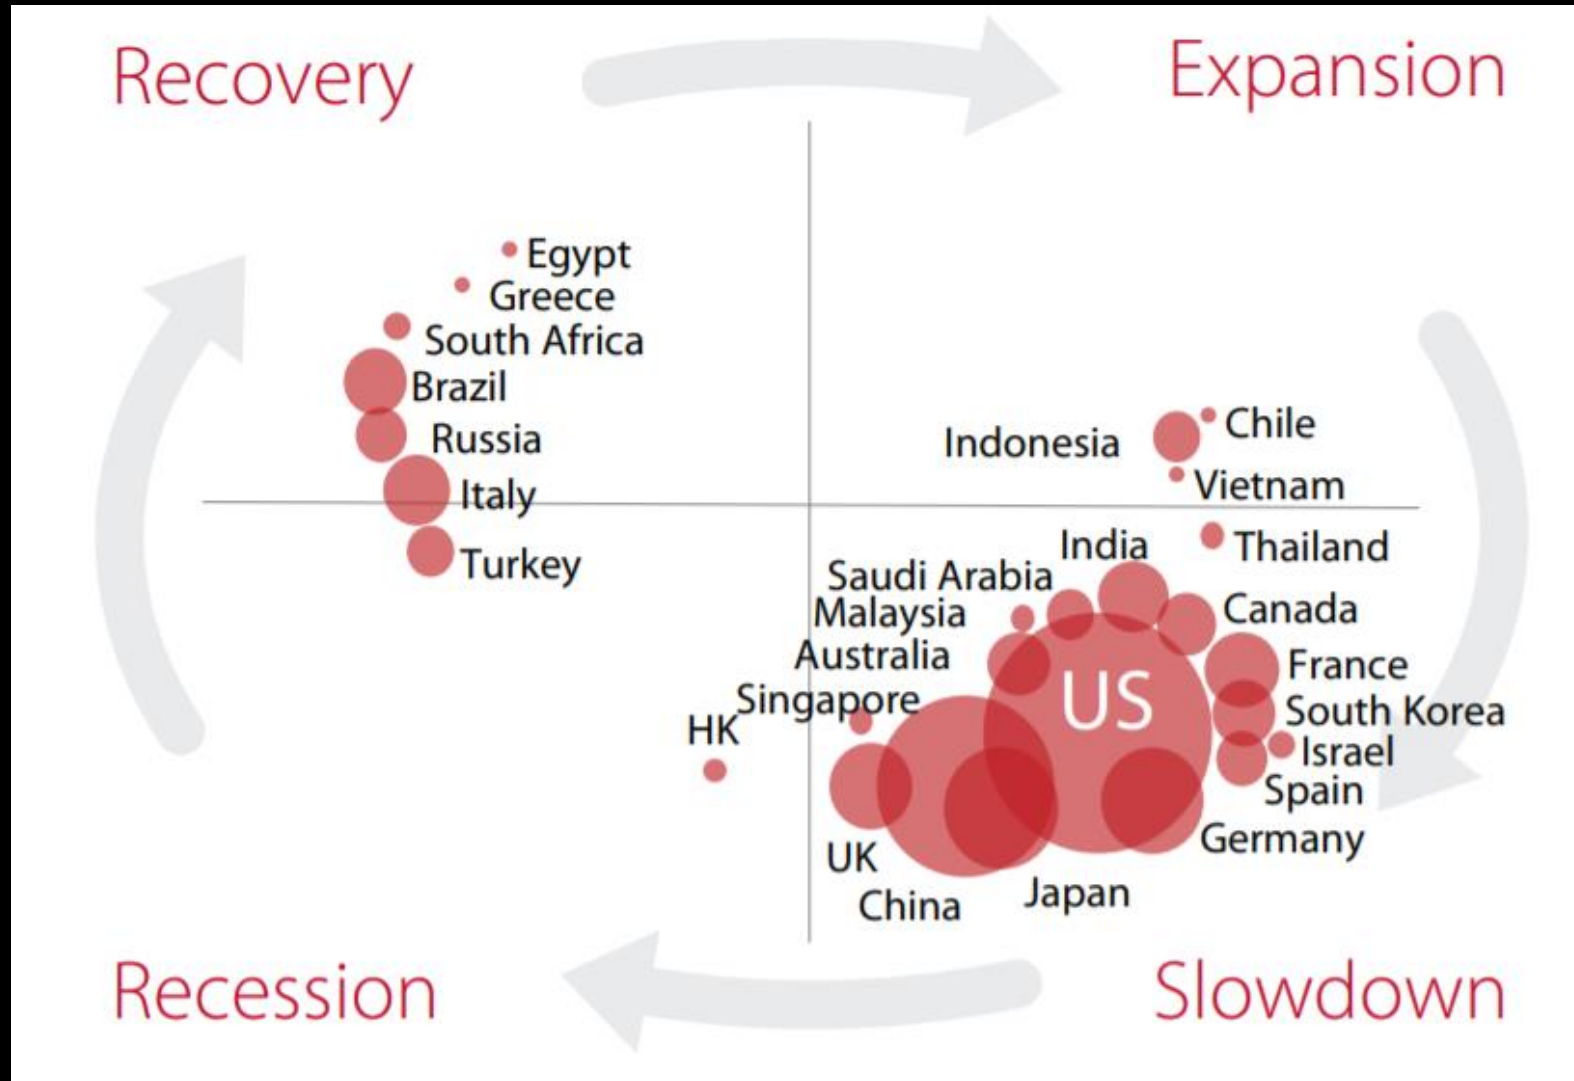 Recovery
Expansion
Egypt
Greece
South Africa
Brazil
Russia
Italy
Turkey
Chile
Indonesia
Vietnam
India
Thailand
Saudi Arabia
Malaysia
Canada
Australia
France
US
Singapore
South Korea
HK
Israel
Spain
Germany
UK
Japan
China
Recession
Slowdown